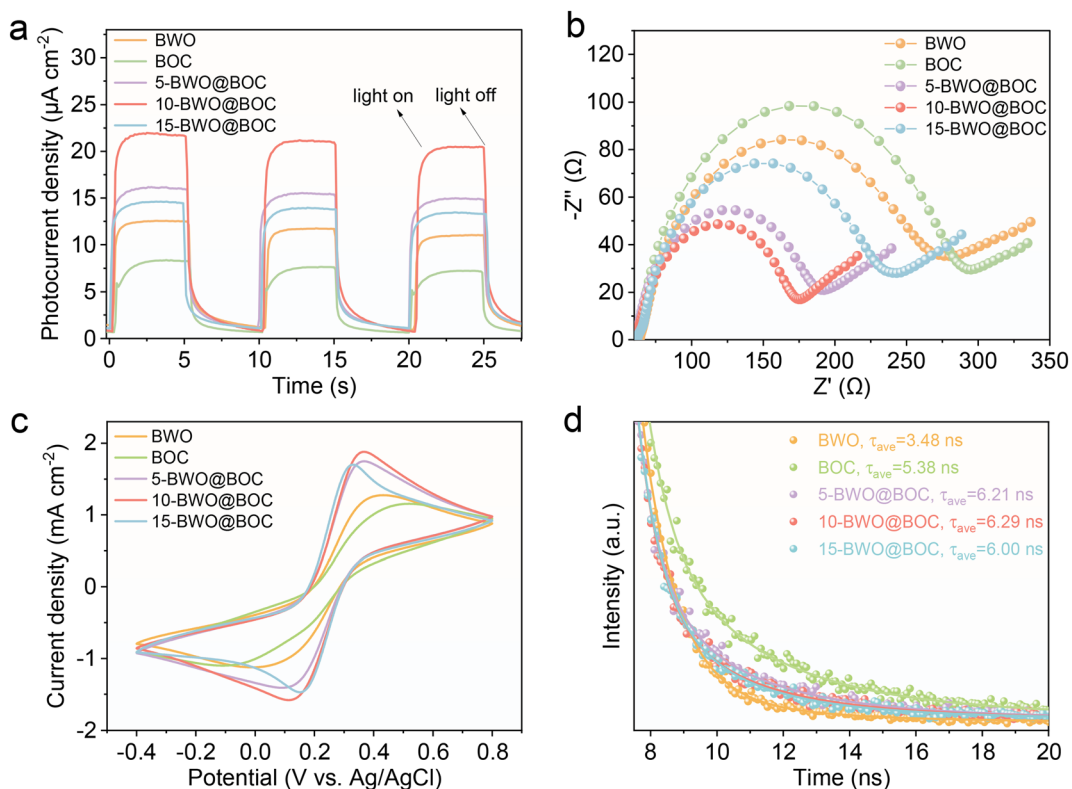 a
Photocurrent density (µA cm⁻²)
30
25
20
15
10
5
0
BWO
BOC
5-BWO@BOC
10-BWO@BOC
15-BWO@BOC
light on
light off
0
5
10
15
20
25
Time (s)
b
-Z" (Ω)
120
100
80
60
40
20
0
BWO
BOC
5-BWO@BOC
10-BWO@BOC
15-BWO@BOC
100
150
200
250
300
350
Z' (Ω)
c
Current density (mA cm⁻²)
2
1
0
-1
-2
BWO
BOC
5-BWO@BOC
10-BWO@BOC
15-BWO@BOC
-0.4
-0.2
0.0
0.2
0.4
0.6
0.8
Potential (V vs. Ag/AgCl)
d
Intensity (a.u.)
BWO, τave=3.48 ns
BOC, τave=5.38 ns
5-BWO@BOC, τave=6.21 ns
10-BWO@BOC, τave=6.29 ns
15-BWO@BOC, τave=6.00 ns
8
10
12
14
16
18
20
Time (ns)